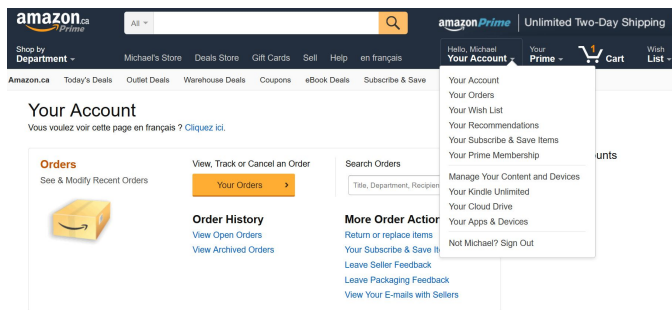 amazon.ca
Prime
All
amazonPrime
Unlimited Two-Day Shipping
Shop by
Department
Michael's Store
Deals Store
Gift Cards
Sell
Help
en français
Hello, Michael
Your Account
Your
Prime
1
Cart
Wish
List
Amazon.ca
Today's Deals
Outlet Deals
Warehouse Deals
Coupons
eBook Deals
Subscribe & Save
Your Account
Vous voulez voir cette page en français ? Cliquez ici.
Orders
See & Modify Recent Orders
View, Track or Cancel an Order
Your Orders
Order History
View Open Orders
View Archived Orders
Search Orders
Title, Department, Recipien
More Order Action
Return or replace items
Your Subscribe & Save It
Leave Seller Feedback
Leave Packaging Feedback
View Your E-mails with Sellers
Your Account
Your Orders
Your Wish List
Your Recommendations
Your Subscribe & Save Items
Your Prime Membership
Manage Your Content and Devices
Your Kindle Unlimited
Your Cloud Drive
Your Apps & Devices
Not Michael? Sign Out
unts